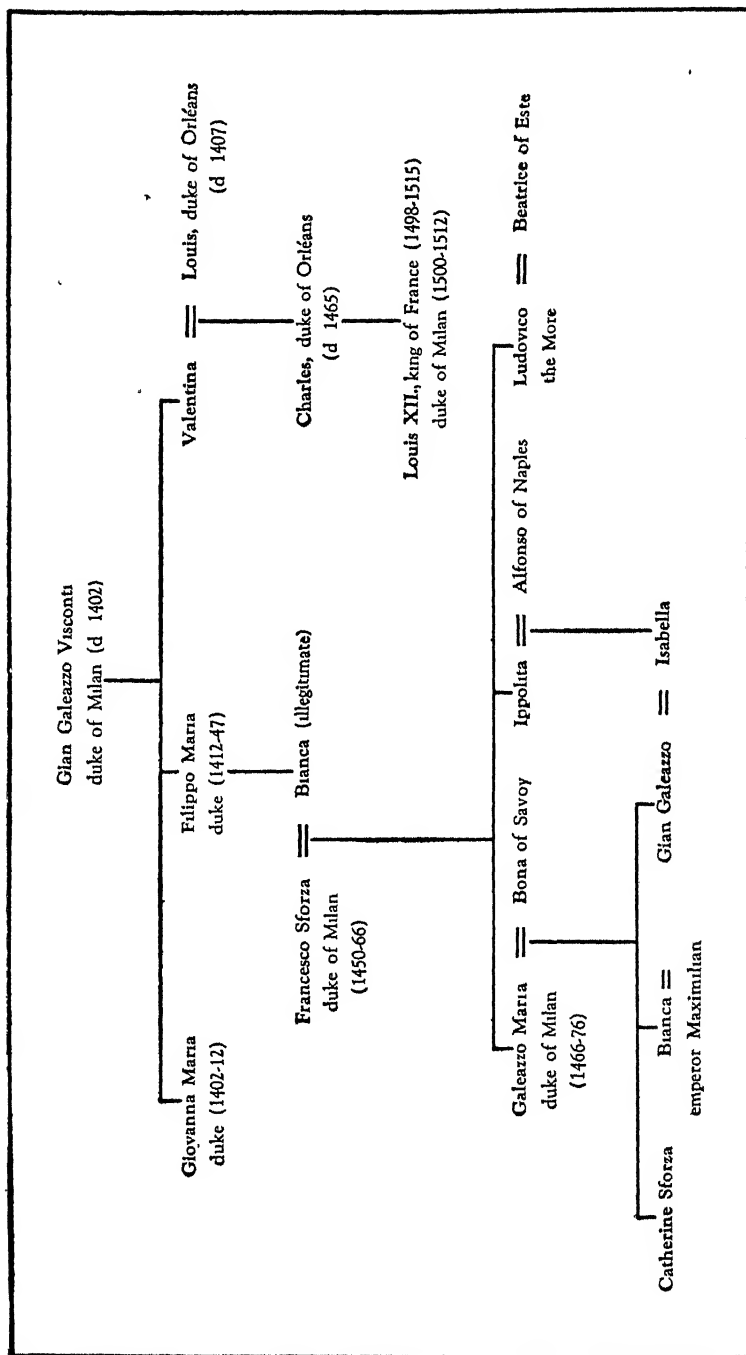 Gian Galeazzo Visconti
duke of Milan (d 1402)
Giovanna Maria
duke (1402-12)
Filippo Maria
duke (1412-47)
Valentina = Louis, duke of Orléans
(d 1407)
Francesco Sforza = Bianca (illegitimate)
duke of Milan
(1450-66)
Charles, duke of Orléans
(d 1465)
Louis XII., king of France (1498-1515)
duke of Milan (1500-1512)
Galeazzo Maria = Bona of Savoy
duke of Milan
(1466-76)
Ippolita = Alfonso of Naples
Ludovico = Beatrice of Este
the More
Catherine Sforza
Bianca =
emperor Maximilian
Gian Galeazzo = Isabella